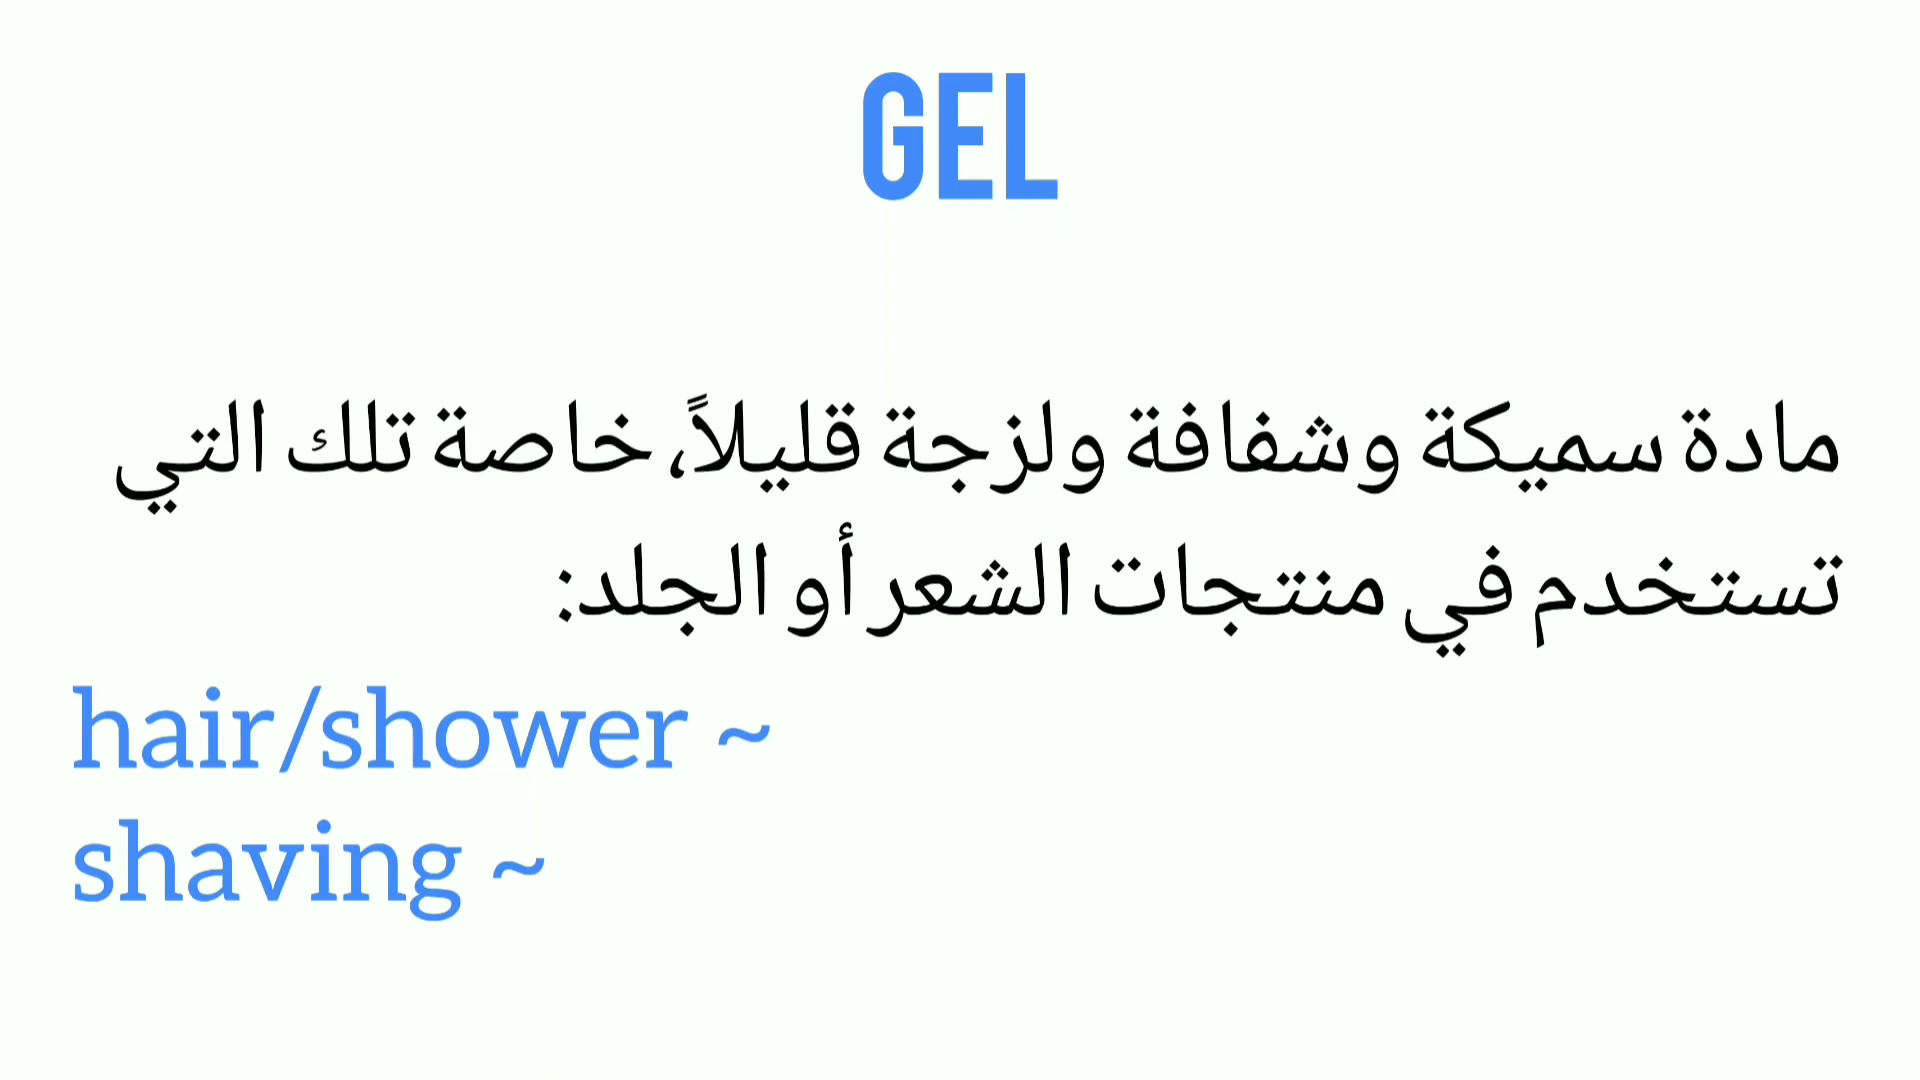 GEL
مادة سميكة وشفافة ولزجة قليلاً، خاصة تلك التي
تستخدم في منتجات الشعر أو الجلد:
hair/shower ~
shaving ~